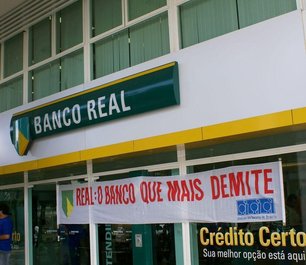 BANCO REAL
REAL: O BANCO QUE MAIS DEMITE
Crédito Certo
Sua melhor opção está aqui